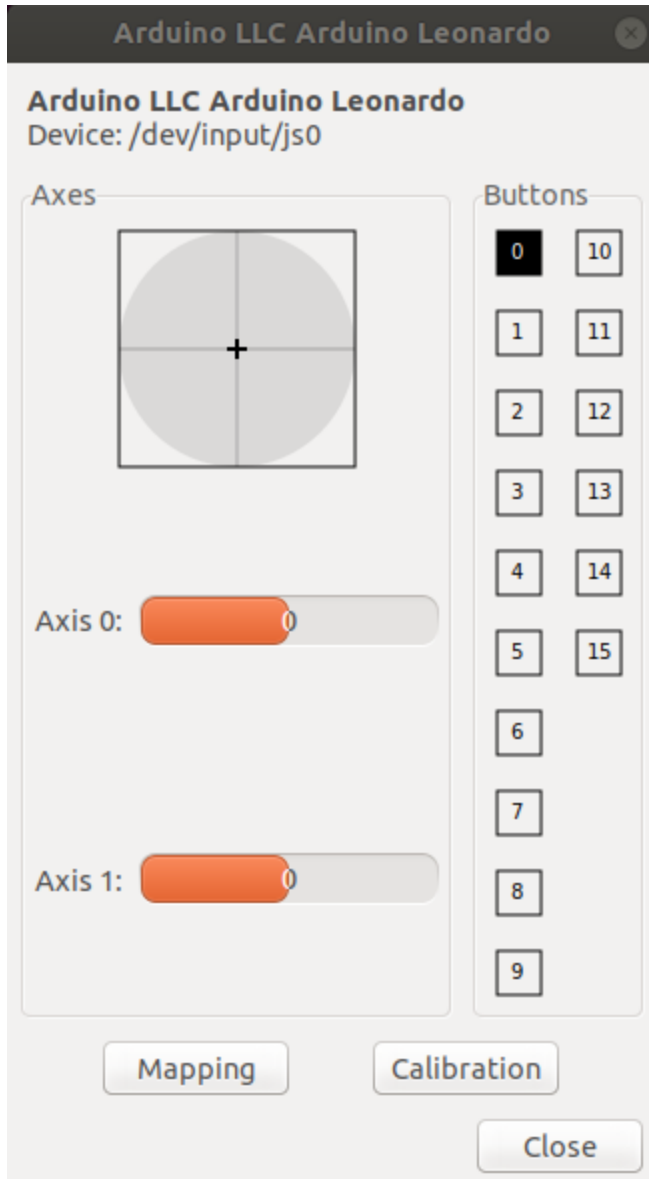 Arduino LLC Arduino Leonardo
Arduino LLC Arduino Leonardo
Device: /dev/input/js0
Axes
Buttons
0 10
1 11
2 12
3 13
4 14
5 15
6
7
8
9
Axis 0: 0
Axis 1: 0
Mapping Calibration
Close